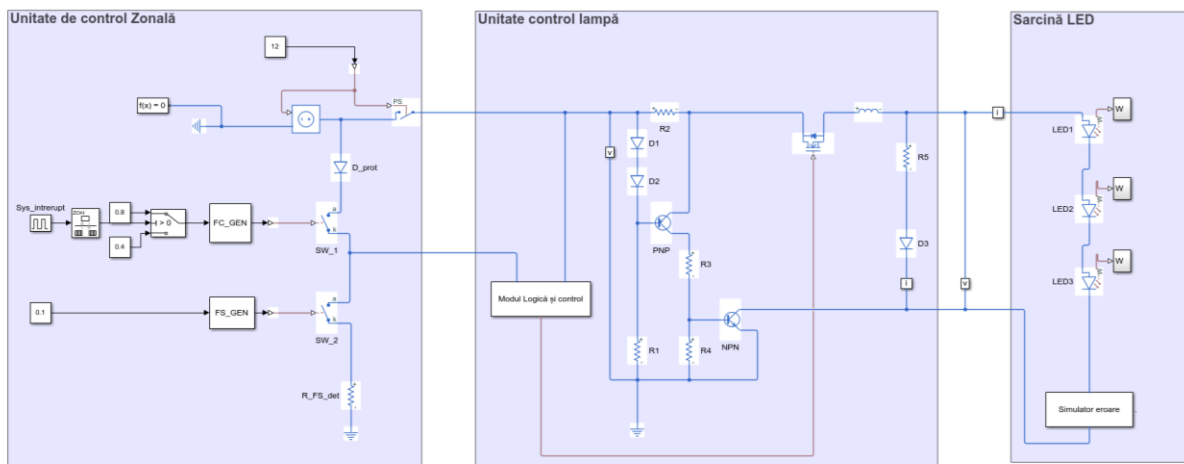 Unitate de control Zonală
12
f(x) = 0
PS
D_prot
Sys_intrerupt
ZOH
0.8
> 0
0.4
FC_GEN
a
k
SW_1
0.1
FS_GEN
a
k
SW_2
R_FS_det
Unitate control lampă
R2
v
D1
D2
PNP
R3
R1
R4
NPN
Modul Logică și control
R5
D3
i
v
Sarcină LED
i
W
LED1
W
LED2
W
LED3
Simulator eroare